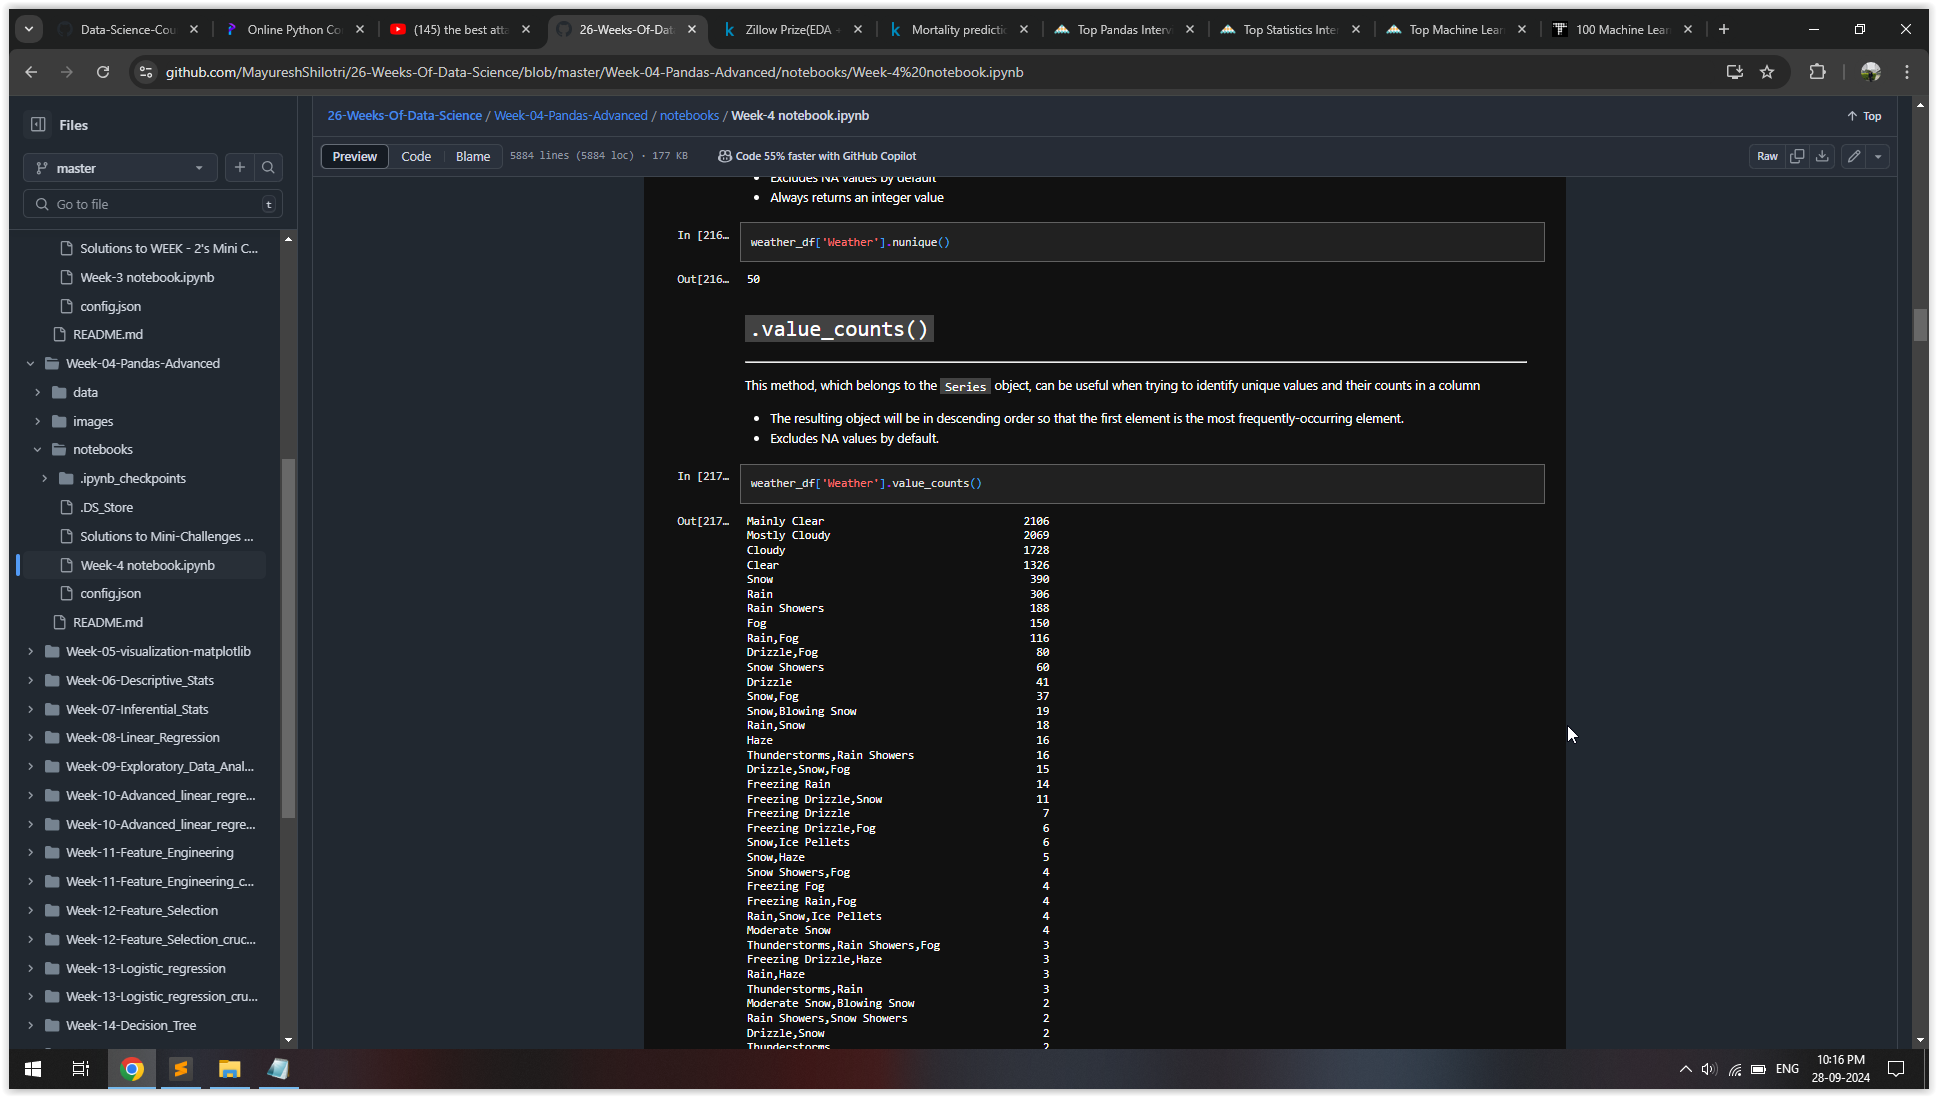 Data-Science-Cou
Online Python Co
(145) the best atta
26-Weeks-Of-Dat
Zillow Prize(EDA
Mortality predictic
Top Pandas Interv
Top Statistics Inte
Top Machine Lear
100 Machine Lear
github.com/MayureshShilotri/26-Weeks-Of-Data-Science/blob/master/Week-04-Pandas-Advanced/notebooks/Week-4%20notebook.ipynb
Files
master
Go to file
t
Solutions to WEEK - 2's Mini C...
Week-3 notebook.ipynb
config.json
README.md
Week-04-Pandas-Advanced
data
images
notebooks
.ipynb_checkpoints
.DS_Store
Solutions to Mini-Challenges ...
Week-4 notebook.ipynb
config.json
README.md
Week-05-visualization-matplotlib
Week-06-Descriptive_Stats
Week-07-Inferential_Stats
Week-08-Linear_Regression
Week-09-Exploratory_Data_Anal...
Week-10-Advanced_linear_regre...
Week-10-Advanced_linear_regre...
Week-11-Feature_Engineering
Week-11-Feature_Engineering_c...
Week-12-Feature_Selection
Week-12-Feature_Selection_cruc...
Week-13-Logistic_regression
Week-13-Logistic_regression_cru...
Week-14-Decision_Tree
26-Weeks-Of-Data-Science / Week-04-Pandas-Advanced / notebooks / Week-4 notebook.ipynb
Top
Preview Code Blame 5884 lines (5884 loc) · 177 KB Code 55% faster with GitHub Copilot Raw
• Excludes NA values by default
• Always returns an integer value
In [216… weather_df['Weather'].nunique()
Out[216… 50
.value_counts()
This method, which belongs to the Series object, can be useful when trying to identify unique values and their counts in a column
• The resulting object will be in descending order so that the first element is the most frequently-occurring element.
• Excludes NA values by default.
In [217… weather_df['Weather'].value_counts()
Out[217… Mainly Clear 2106
Mostly Cloudy 2069
Cloudy 1728
Clear 1326
Snow 390
Rain 306
Rain Showers 188
Fog 150
Rain,Fog 116
Drizzle,Fog 80
Snow Showers 60
Drizzle 41
Snow,Fog 37
Snow,Blowing Snow 19
Rain,Snow 18
Haze 16
Thunderstorms,Rain Showers 16
Drizzle,Snow,Fog 15
Freezing Rain 14
Freezing Drizzle,Snow 11
Freezing Drizzle 7
Freezing Drizzle,Fog 6
Snow,Ice Pellets 6
Snow,Haze 5
Snow Showers,Fog 4
Freezing Fog 4
Freezing Rain,Fog 4
Rain,Snow,Ice Pellets 4
Moderate Snow 4
Thunderstorms,Rain Showers,Fog 3
Freezing Drizzle,Haze 3
Rain,Haze 3
Thunderstorms,Rain 3
Moderate Snow,Blowing Snow 2
Rain Showers,Snow Showers 2
Drizzle,Snow 2
Thunderstorms 2
ENG
10:16 PM
28-09-2024